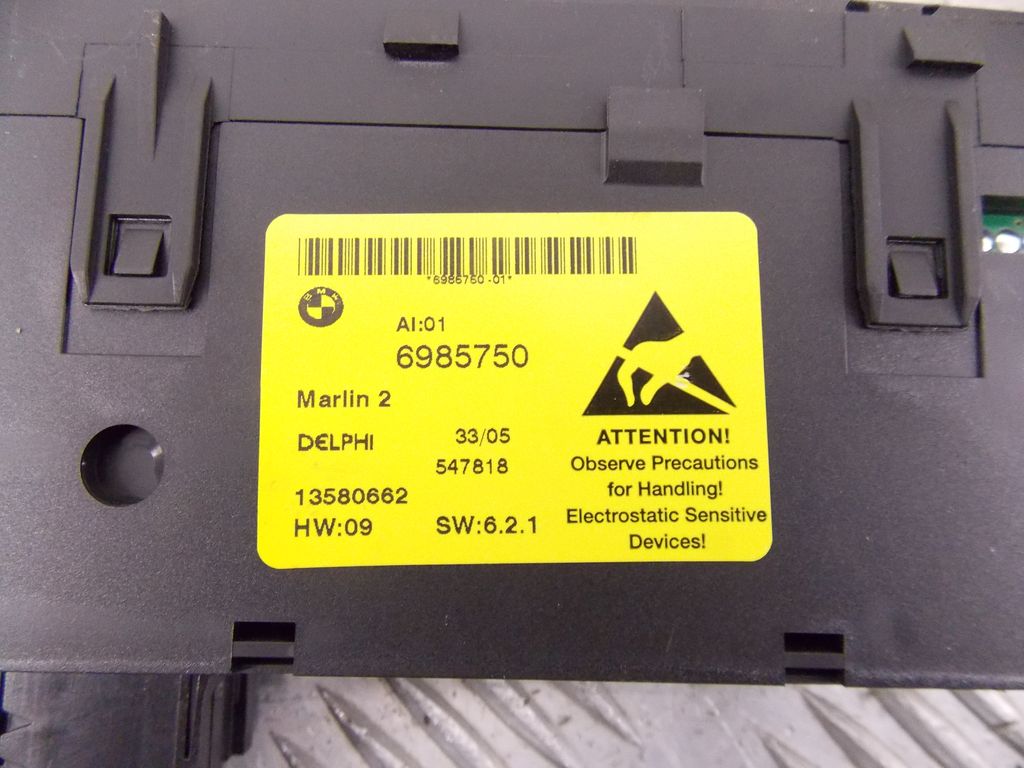 *6985750-01*
BMW
AI:01
6985750
Marlin 2
DELPHI 33/05
547818
13580662
HW:09 SW:6.2.1
ATTENTION!
Observe Precautions
for Handling!
Electrostatic Sensitive
Devices!